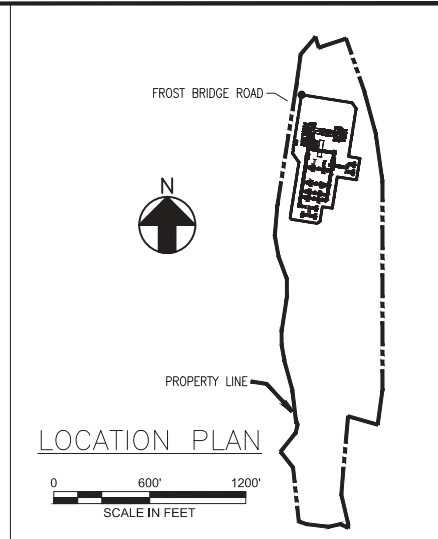 FROST BRIDGE ROAD
N
PROPERTY LINE
LOCATION PLAN
0 600' 1200'
SCALE IN FEET